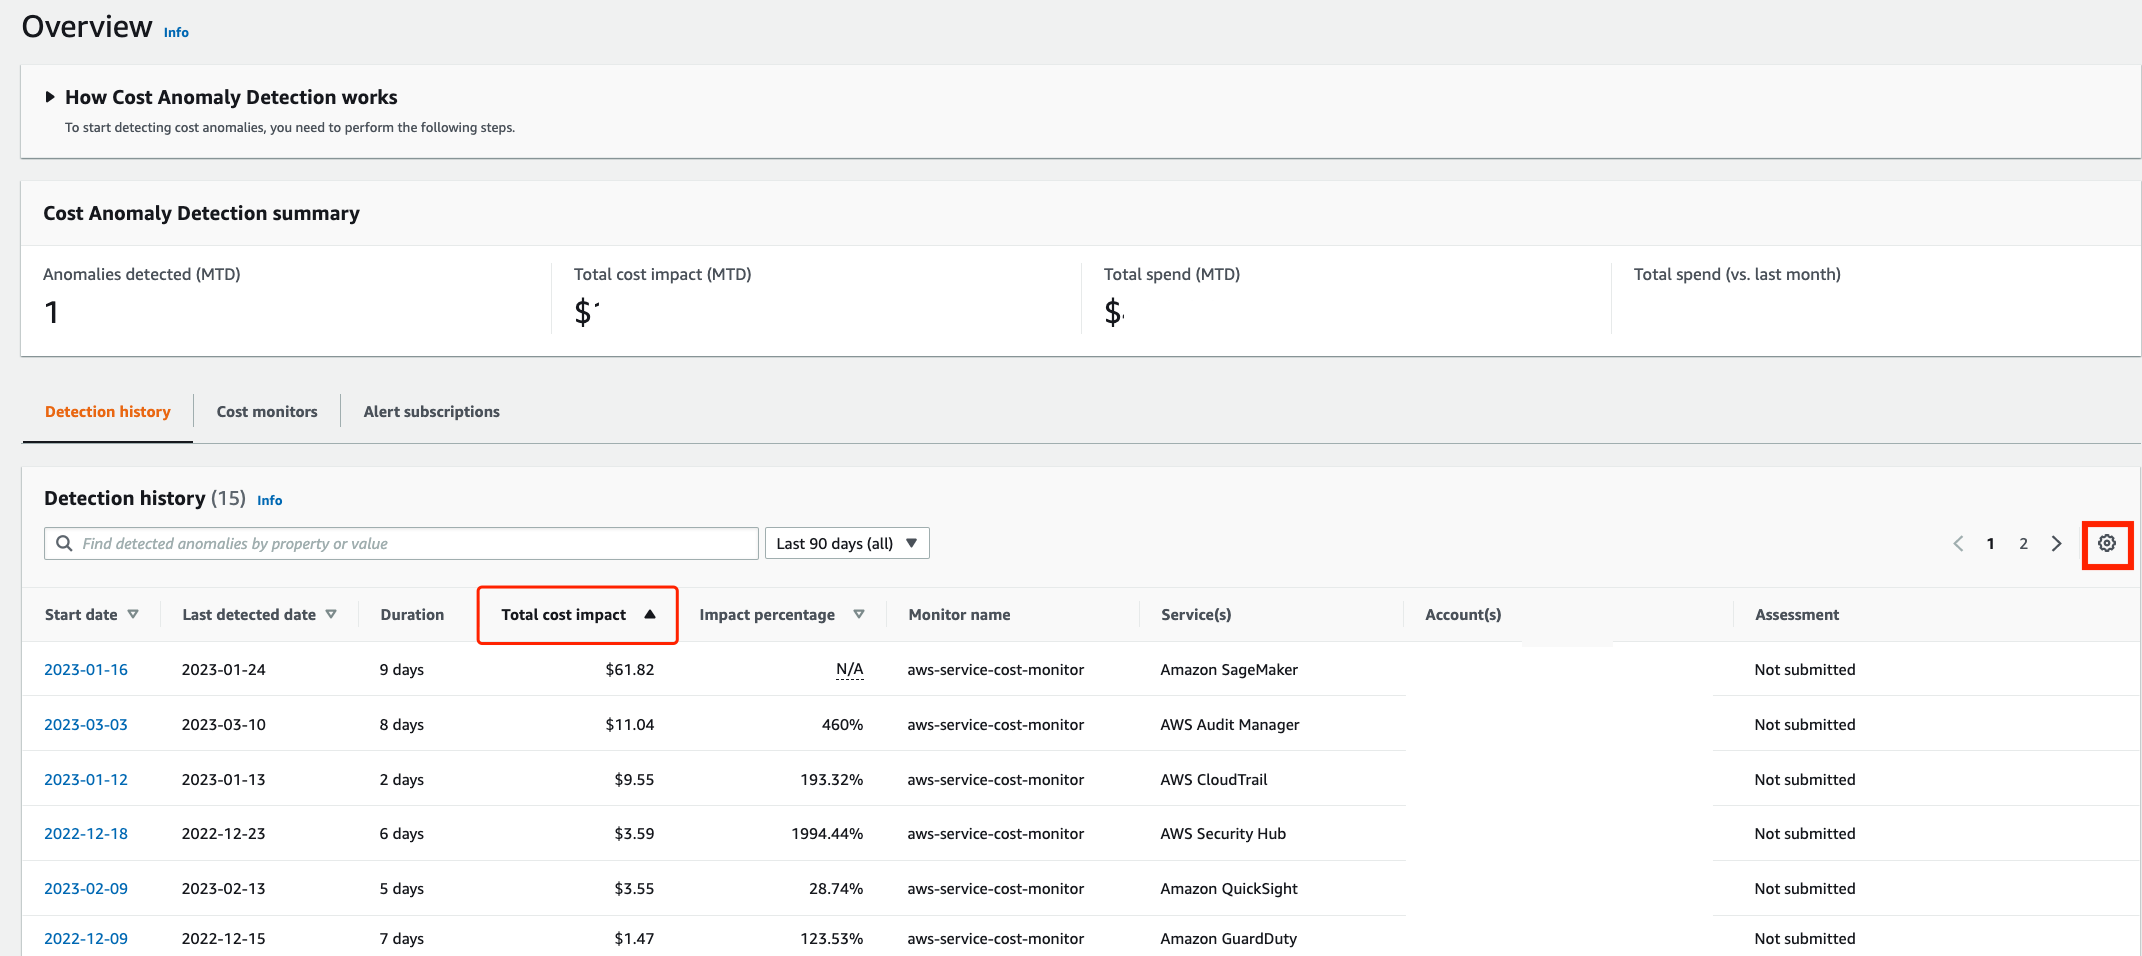 Overview Info
How Cost Anomaly Detection works
To start detecting cost anomalies, you need to perform the following steps.
Cost Anomaly Detection summary
Anomalies detected (MTD) Total cost impact (MTD) Total spend (MTD) Total spend (vs. last month)
1 $ $
Detection history Cost monitors Alert subscriptions
Detection history (15) Info
Find detected anomalies by property or value Last 90 days (all) 1 2
Start date Last detected date Duration Total cost impact Impact percentage Monitor name Service(s) Account(s) Assessment
2023-01-16 2023-01-24 9 days $61.82 N/A aws-service-cost-monitor Amazon SageMaker Not submitted
2023-03-03 2023-03-10 8 days $11.04 460% aws-service-cost-monitor AWS Audit Manager Not submitted
2023-01-12 2023-01-13 2 days $9.55 193.32% aws-service-cost-monitor AWS CloudTrail Not submitted
2022-12-18 2022-12-23 6 days $3.59 1994.44% aws-service-cost-monitor AWS Security Hub Not submitted
2023-02-09 2023-02-13 5 days $3.55 28.74% aws-service-cost-monitor Amazon QuickSight Not submitted
2022-12-09 2022-12-15 7 days $1.47 123.53% aws-service-cost-monitor Amazon GuardDuty Not submitted